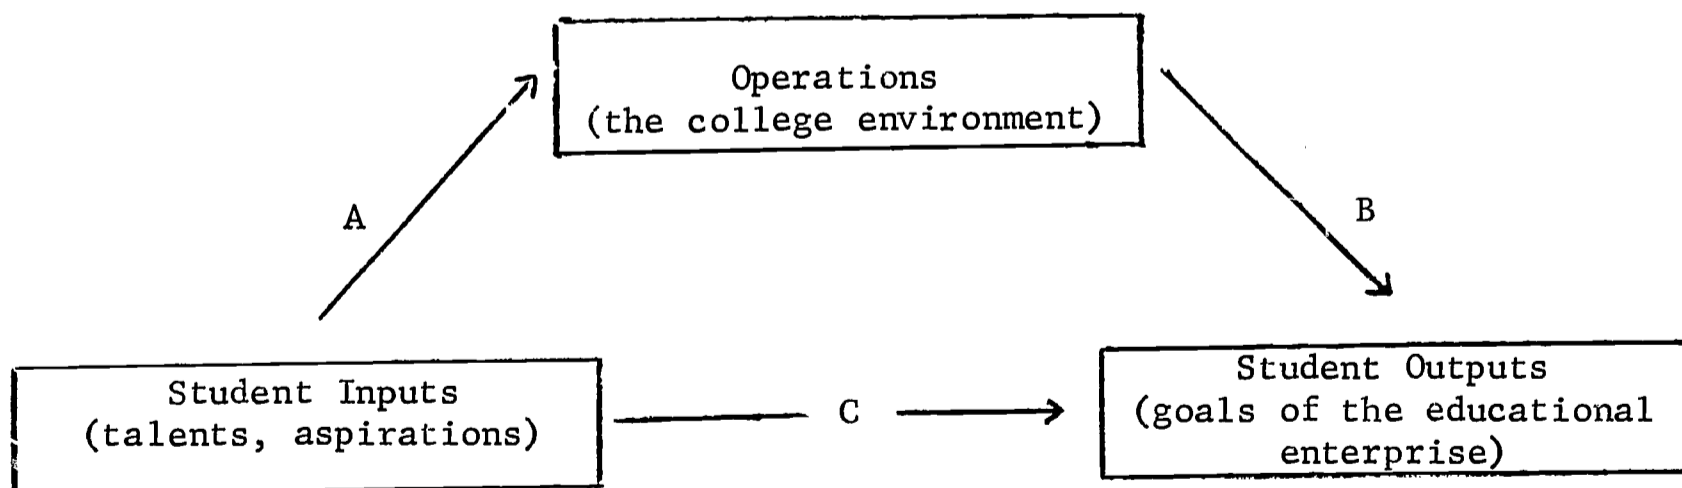 Operations
(the college environment)
A
B
Student Inputs
(talents, aspirations)
C
Student Outputs
(goals of the educational
enterprise)